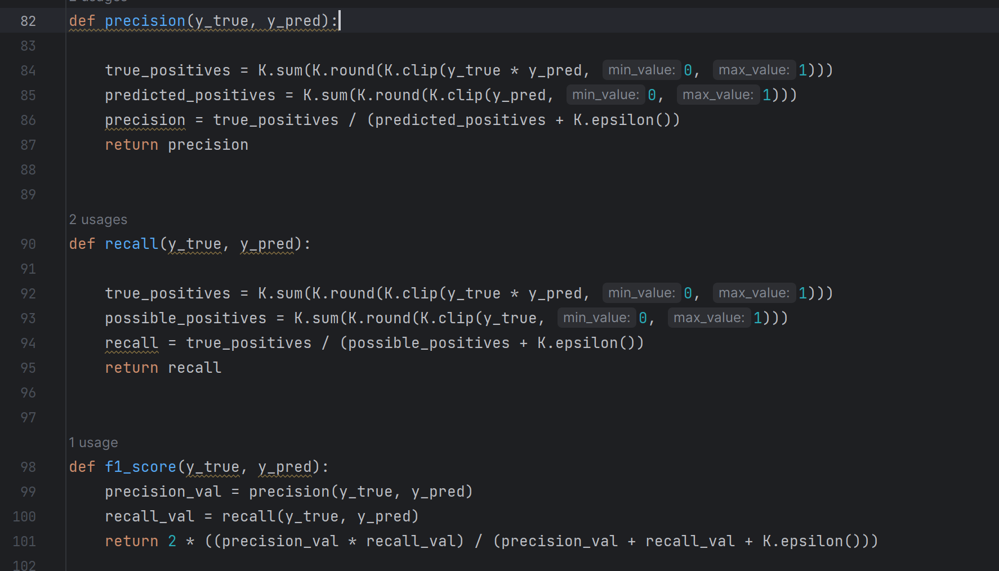 2 usages
82 def precision(y_true, y_pred):
83
84 true_positives = K.sum(K.round(K.clip(y_true * y_pred, min_value: 0, max_value: 1)))
85 predicted_positives = K.sum(K.round(K.clip(y_pred, min_value: 0, max_value: 1)))
86 precision = true_positives / (predicted_positives + K.epsilon())
87 return precision
88
89
2 usages
90 def recall(y_true, y_pred):
91
92 true_positives = K.sum(K.round(K.clip(y_true * y_pred, min_value: 0, max_value: 1)))
93 possible_positives = K.sum(K.round(K.clip(y_true, min_value: 0, max_value: 1)))
94 recall = true_positives / (possible_positives + K.epsilon())
95 return recall
96
97
1 usage
98 def f1_score(y_true, y_pred):
99 precision_val = precision(y_true, y_pred)
100 recall_val = recall(y_true, y_pred)
101 return 2 * ((precision_val * recall_val) / (precision_val + recall_val + K.epsilon()))
102